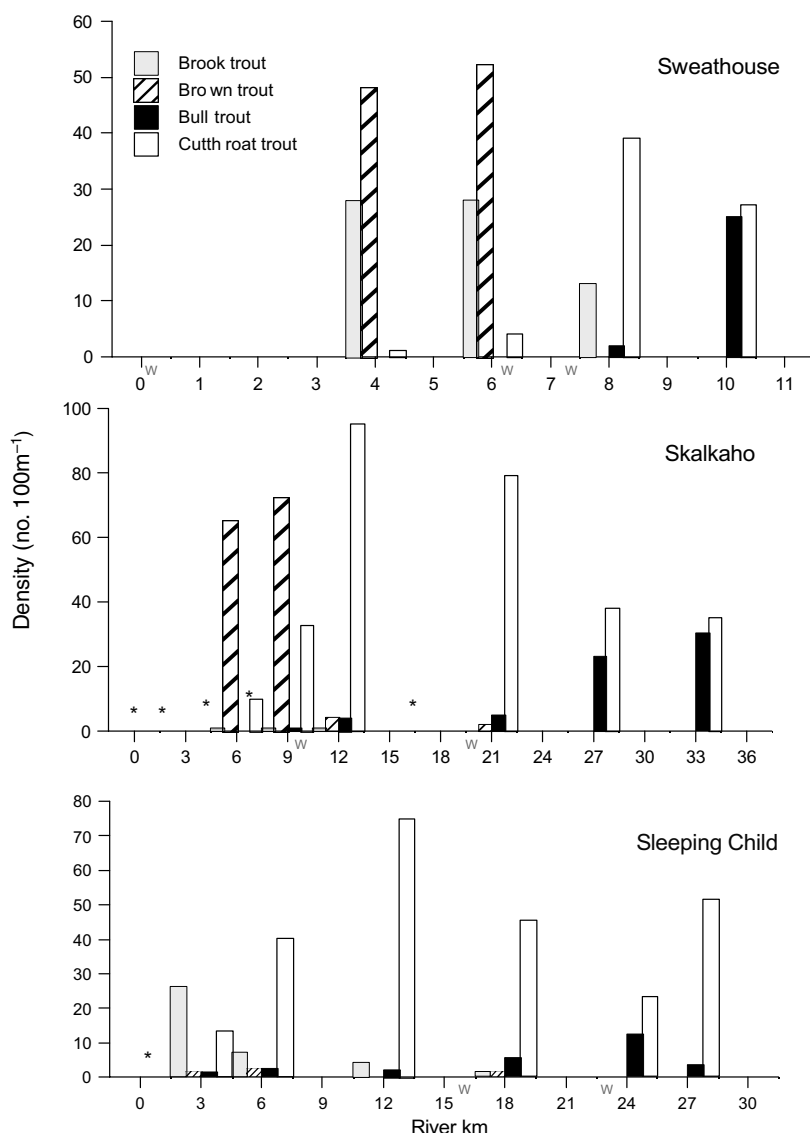 60
50
40
30
20
10
0
Brook trout
Bro wn trout
Bull trout
Cutth roat trout
Sweathouse
0 1 2 3 4 5 6 7 8 9 10 11
w w w
100
80
60
40
20
0
Skalkaho
Density (no. 100m⁻¹)
* * * * *
0 3 6 9 12 18 21 24 27 30 33 36
w w
80
70
60
50
40
30
20
10
0
Sleeping Child
*
0 3 6 9 12 15 18 21 24 27 28 30
w w
River km